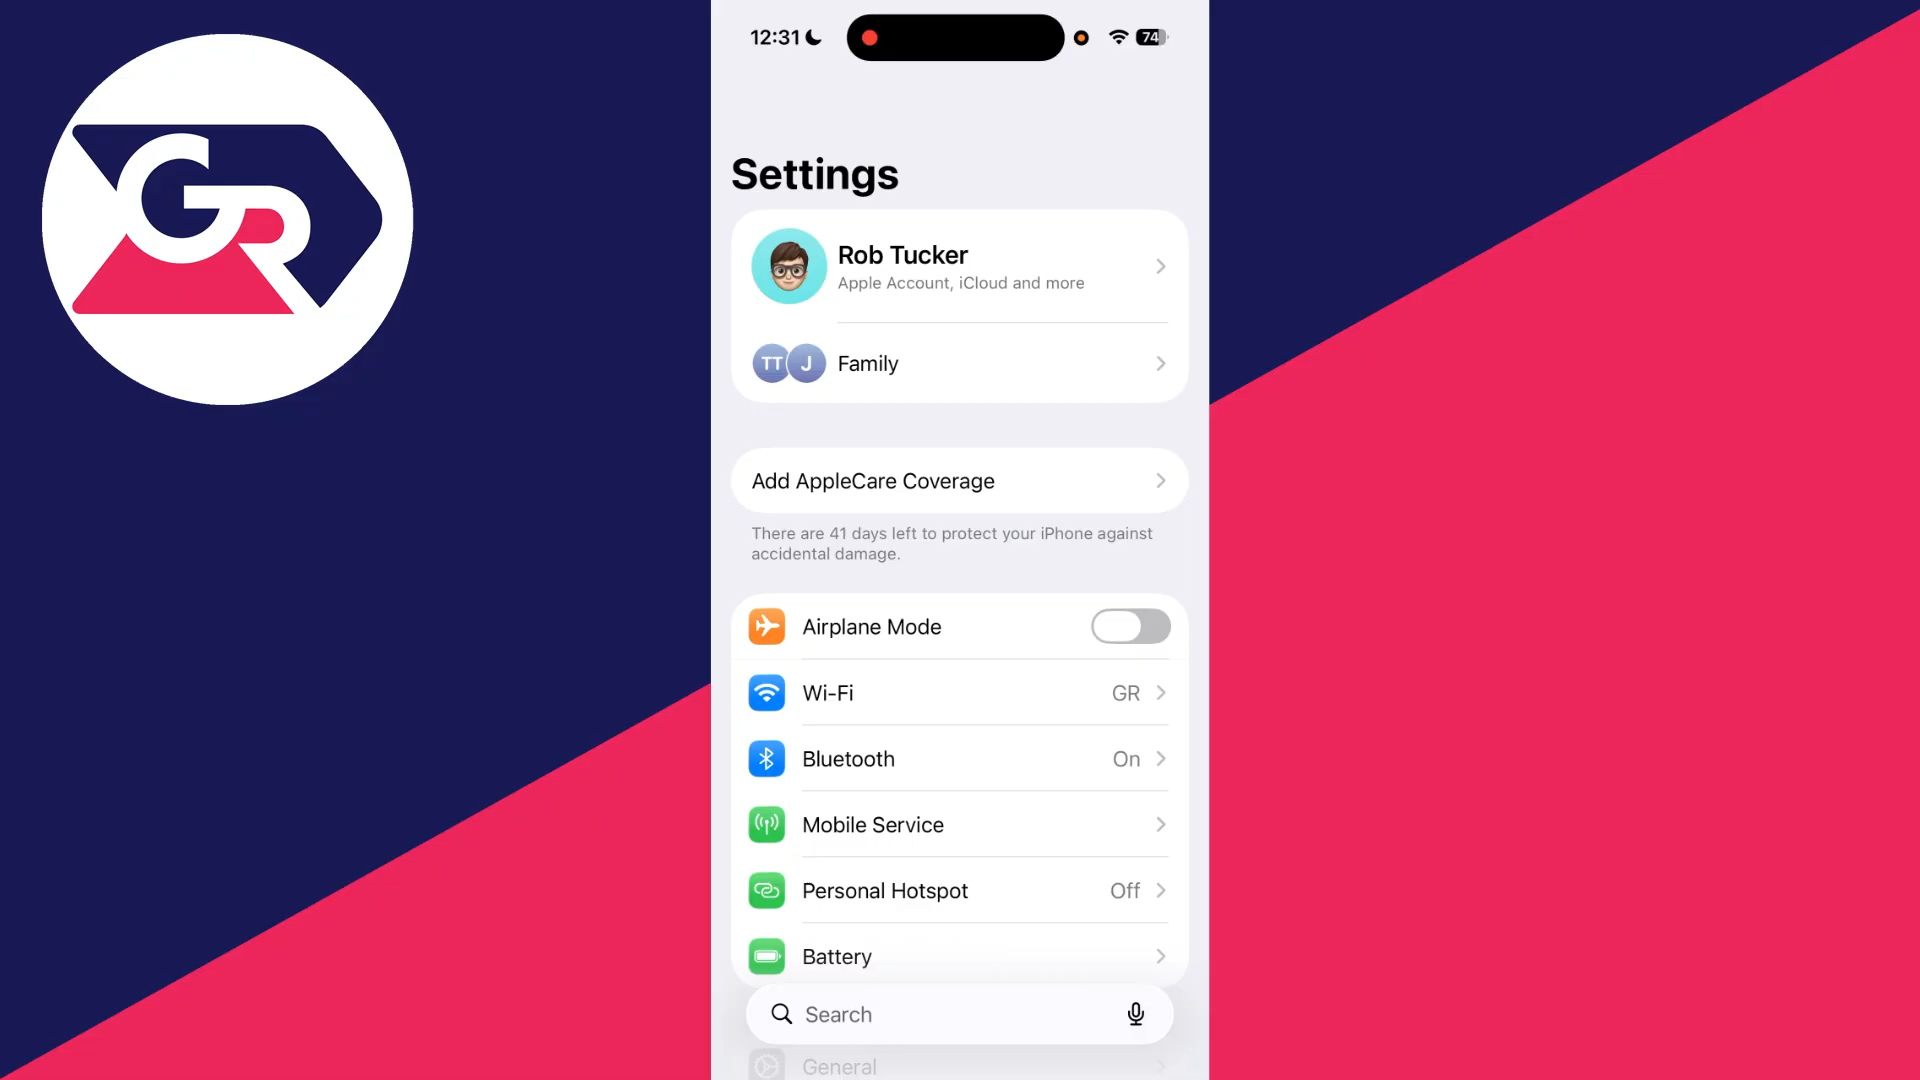 GR
12:31
74
Settings
Rob Tucker
Apple Account, iCloud and more
TT J Family
Add AppleCare Coverage
There are 41 days left to protect your iPhone against
accidental damage.
Airplane Mode
Wi-Fi GR
Bluetooth On
Mobile Service
Personal Hotspot Off
Battery
Search
General